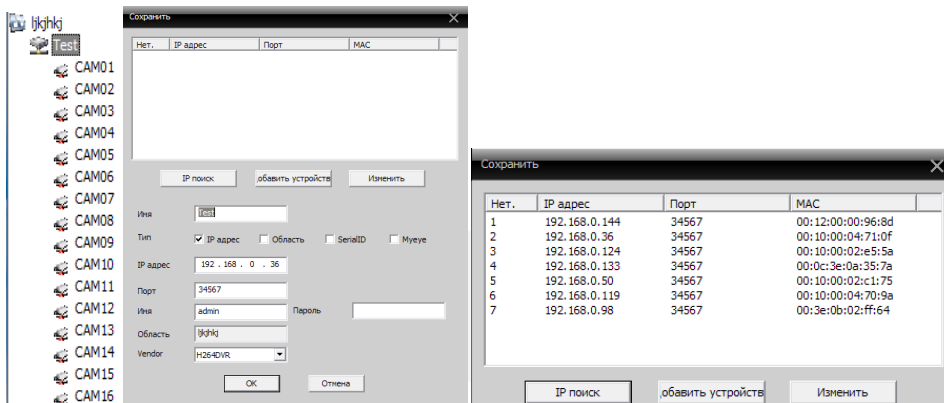 ljkjhkj
Test
CAM01
CAM02
CAM03
CAM04
CAM05
CAM06
CAM07
CAM08
CAM09
CAM10
CAM11
CAM12
CAM13
CAM14
CAM15
CAM16
Сохранить
Нет. IP адрес Порт MAC
IP поиск обавить устройств Изменить
Имя Test
Тип IP адрес Область SerialID Myeye
IP адрес 192 . 168 . 0 . 36
Порт 34567
Имя admin Пароль
Область ljkjhkj
Vendor H264DVR
OK Отмена
Сохранить
Нет. IP адрес Порт MAC
1 192.168.0.144 34567 00:12:00:00:96:8d
2 192.168.0.36 34567 00:10:00:04:71:0f
3 192.168.0.124 34567 00:10:00:02:e5:5a
4 192.168.0.133 34567 00:0c:3e:0a:35:7a
5 192.168.0.50 34567 00:10:00:02:c1:75
6 192.168.0.119 34567 00:10:00:04:70:9a
7 192.168.0.98 34567 00:3e:0b:02:ff:64
IP поиск обавить устройств Изменить